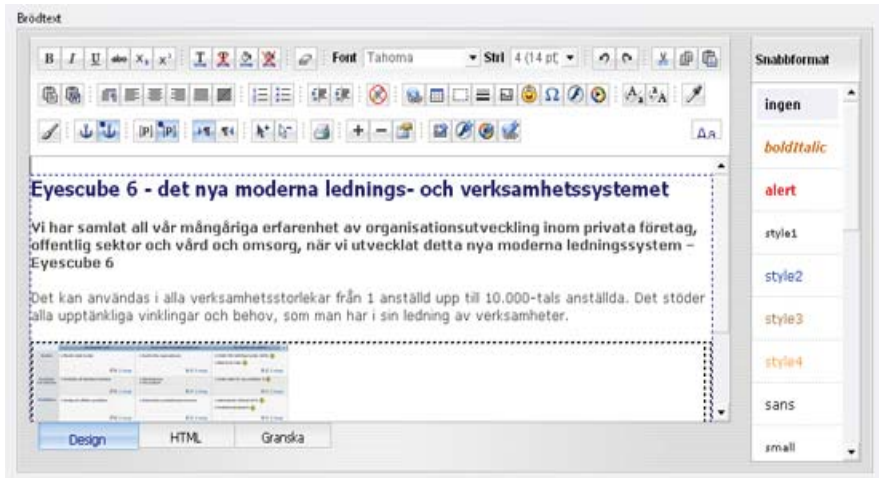 Brödtext
B I U abc X₂ X² T T Font Tahoma Strl 4 (14 pt
Snabbformat
ingen
boldItalic
[P] [P] Aa
Eyescube 6 - det nya moderna lednings- och verksamhetssystemet
alert
Vi har samlat all vår mångåriga erfarenhet av organisationsutveckling inom privata företag,
offentlig sektor och vård och omsorg, när vi utvecklat detta nya moderna ledningssystem –
Eyescube 6
style1
style2
Det kan användas i alla verksamhetsstorlekar från 1 anställd upp till 10.000-tals anställda. Det stöder
alla upptänkliga vinklingar och behov, som man har i sin ledning av verksamheter.
style3
style4
sans
small
Design HTML Granska